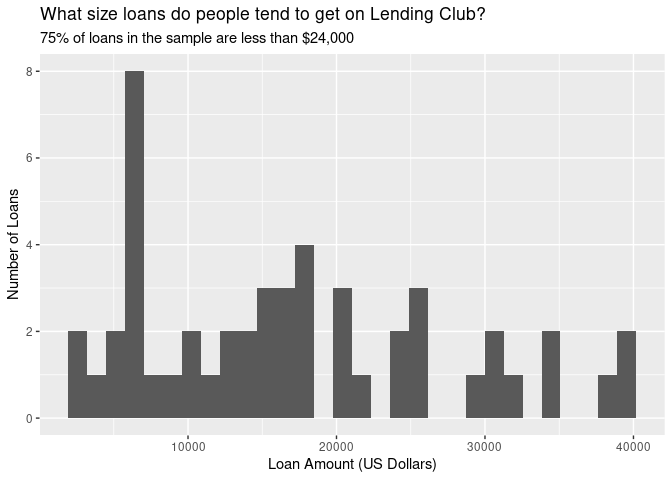 What size loans do people tend to get on Lending Club?
75% of loans in the sample are less than $24,000
8
6
4
2
0
Number of Loans
10000 20000 30000 40000
Loan Amount (US Dollars)